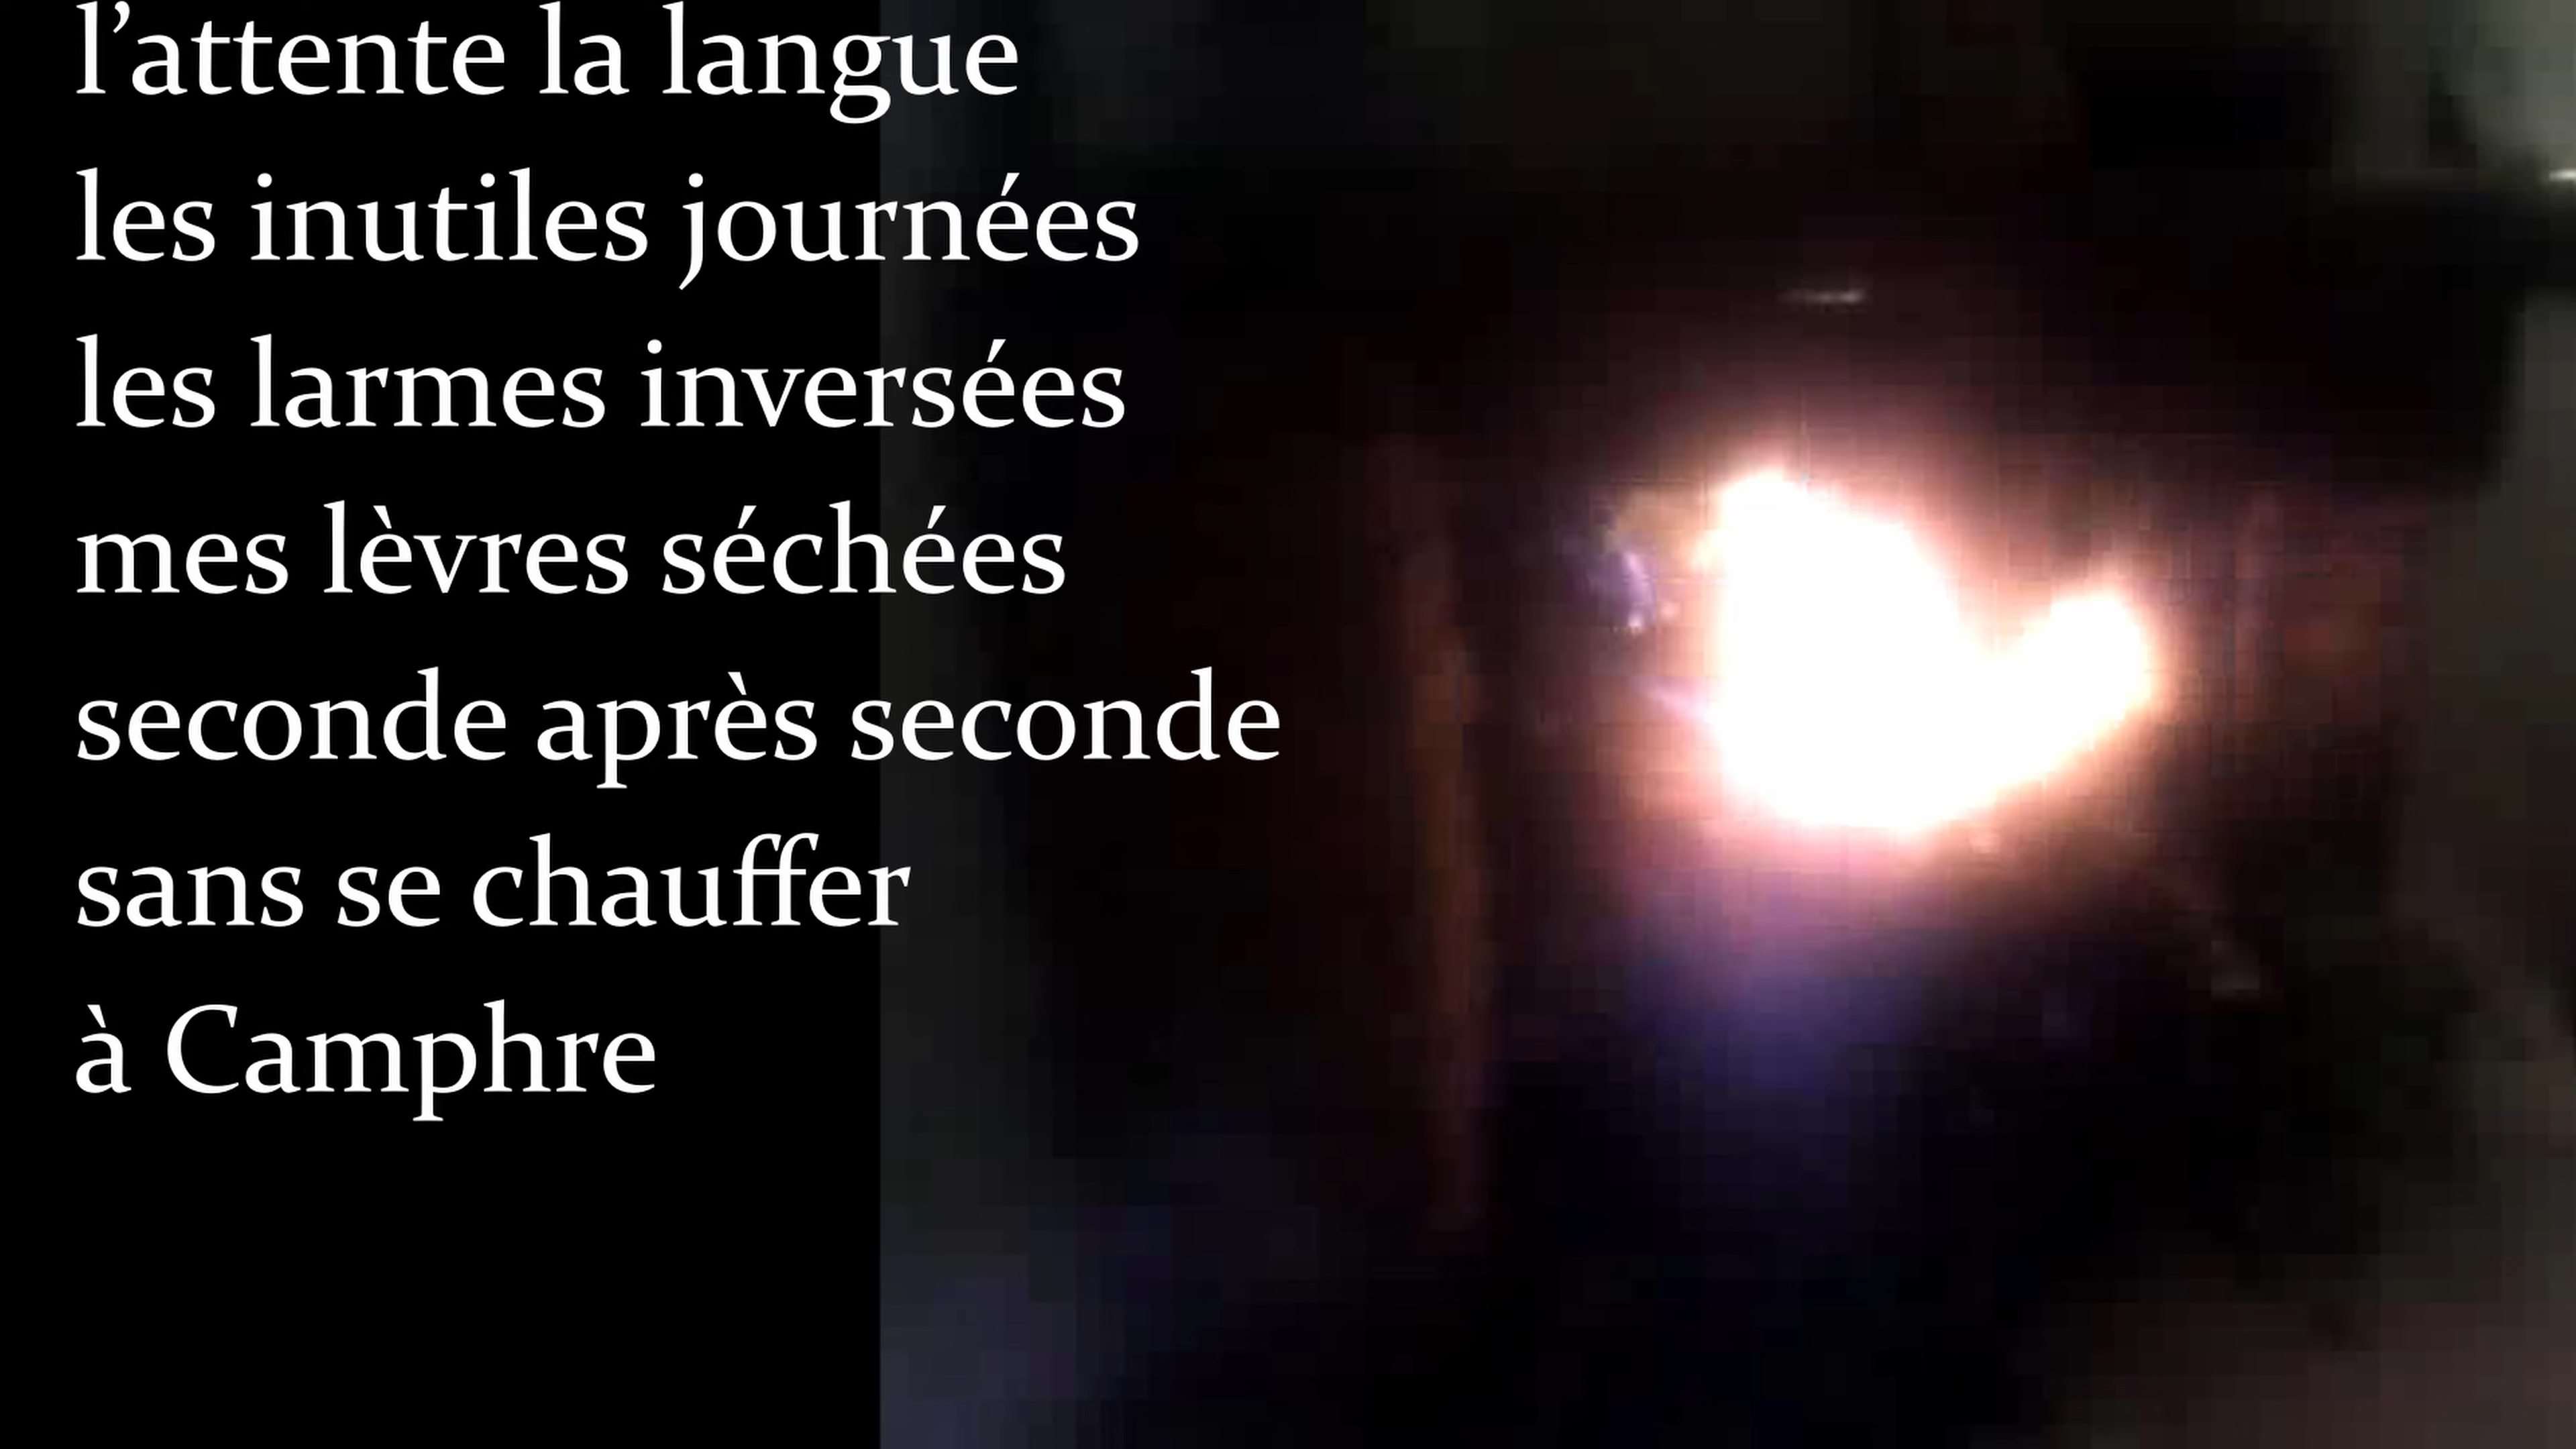 l’attente la langue
les inutiles journées
les larmes inversées
mes lèvres séchées
seconde après seconde
sans se chauffer
à Camphre